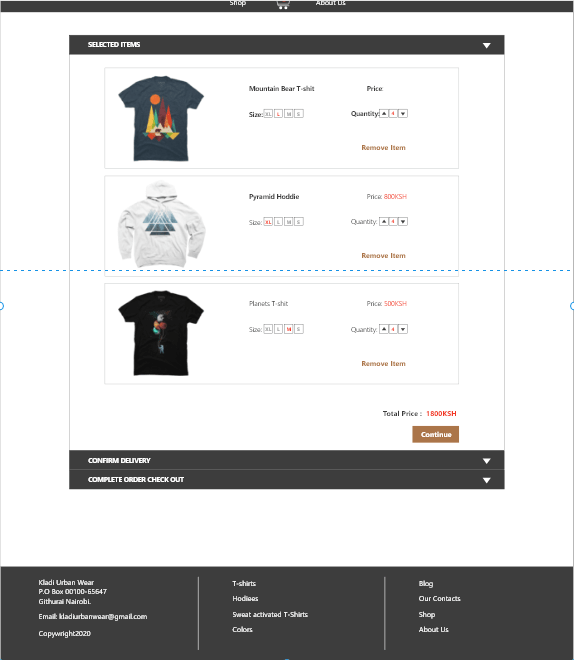 Shop About Us
SELECTED ITEMS
Mountain Bear T-shit Price:
Size: XL L M S Quantity: 4
Remove Item
Pyramid Hoddie Price: 800KSH
Size: XL L M S Quantity: 4
Remove Item
Planets T-shit Price: 500KSH
Size: XL L M S Quantity: 4
Remove Item
Total Price : 1800KSH
Continue
CONFIRM DELIVERY
COMPLETE ORDER CHECK OUT
Kladi Urban Wear
P.O Box 00100-65647
Githurai Nairobi.
Email: kladiurbanwear@gmail.com
Copywright2020
T-shirts
Hodiees
Sweat activated T-Shirts
Colors
Blog
Our Contacts
Shop
About Us